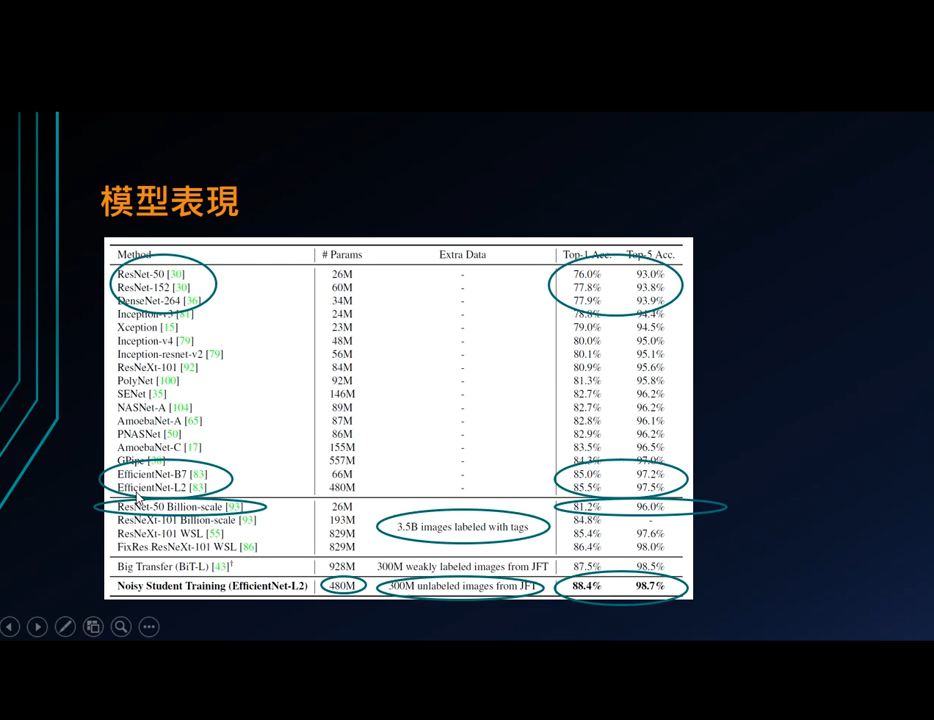 模型表現
Method # Params Extra Data Top-1 Acc. Top-5 Acc.
ResNet-50 [30] 26M - 76.0% 93.0%
ResNet-152 [30] 60M - 77.8% 93.8%
DenseNet-264 [36] 34M - 77.9% 93.9%
Inception-v3 [81] 24M - 78.8% 94.4%
Xception [15] 23M - 79.0% 94.5%
Inception-v4 [79] 48M - 80.0% 95.0%
Inception-resnet-v2 [79] 56M - 80.1% 95.1%
ResNeXt-101 [92] 84M - 80.9% 95.6%
PolyNet [100] 92M - 81.3% 95.8%
SENet [35] 146M - 82.7% 96.2%
NASNet-A [104] 89M - 82.7% 96.2%
AmoebaNet-A [65] 87M - 82.8% 96.1%
PNASNet [50] 86M - 82.9% 96.2%
AmoebaNet-C [17] 155M - 83.5% 96.5%
GPipe 557M - 84.3% 97.0%
EfficientNet-B7 [83] 66M - 85.0% 97.2%
EfficientNet-L2 [83] 480M - 85.5% 97.5%
ResNet-50 Billion-scale [93] 26M 81.2% 96.0%
ResNeXt-101 Billion-scale [93] 193M 84.8% -
3.5B images labeled with tags
ResNeXt-101 WSL [55] 829M 85.4% 97.6%
FixRes ResNeXt-101 WSL [86] 829M 86.4% 98.0%
Big Transfer (BiT-L) [43]† 928M 300M weakly labeled images from JFT 87.5% 98.5%
Noisy Student Training (EfficientNet-L2) 480M 300M unlabeled images from JFT 88.4% 98.7%